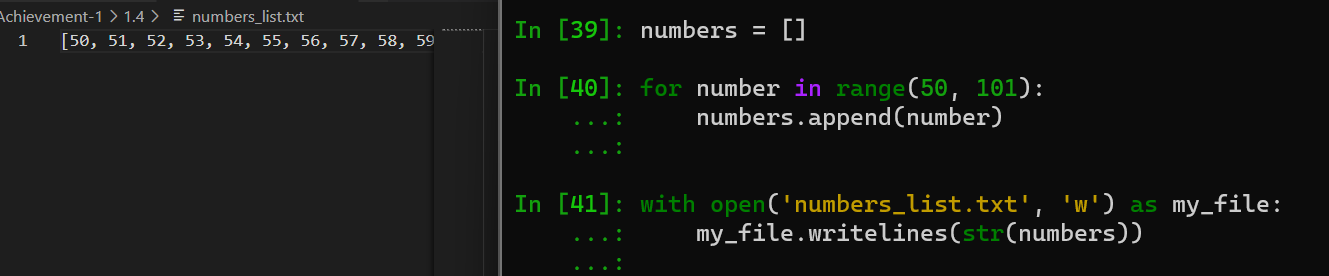 Achievement-1 > 1.4 > numbers_list.txt
1 [50, 51, 52, 53, 54, 55, 56, 57, 58, 59
In [39]: numbers = []
In [40]: for number in range(50, 101):
...: numbers.append(number)
...:
In [41]: with open('numbers_list.txt', 'w') as my_file:
...: my_file.writelines(str(numbers))
...: